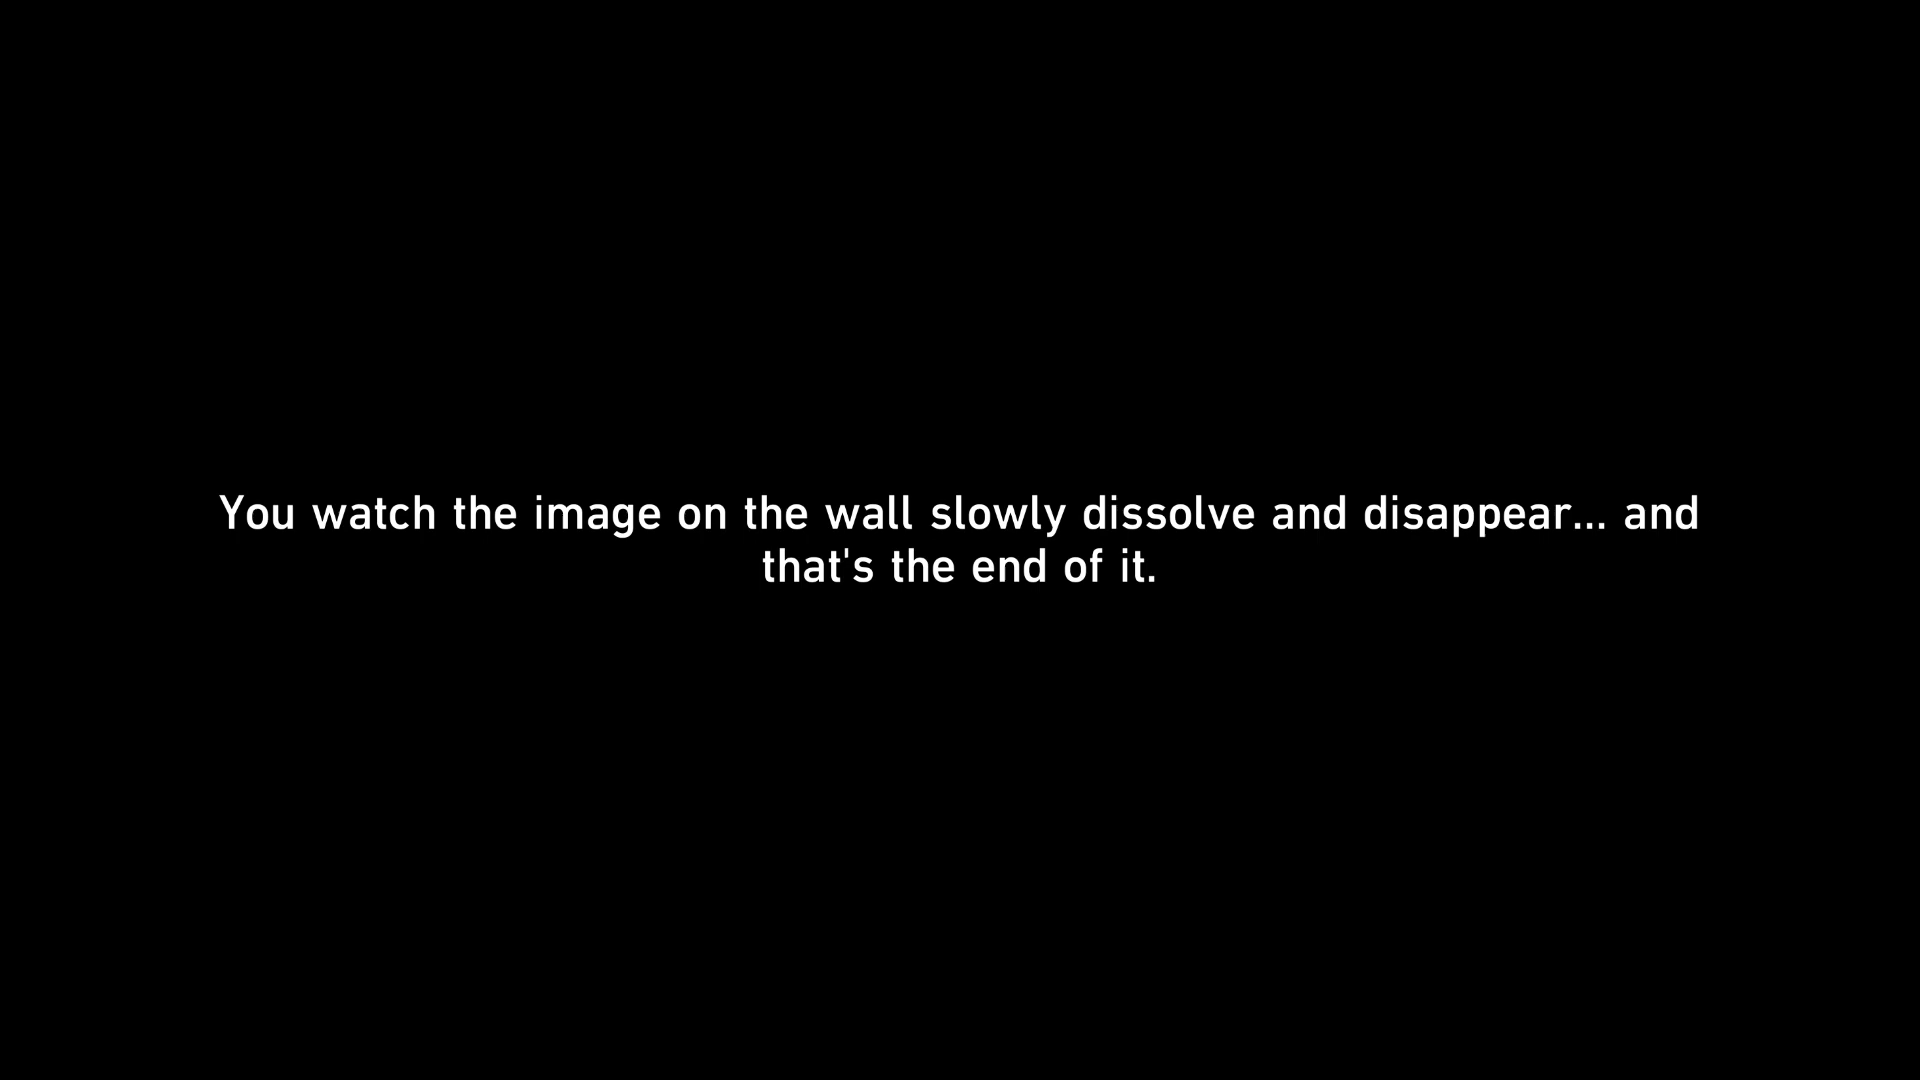 You watch the image on the wall slowly dissolve and disappear... and
that's the end of it.